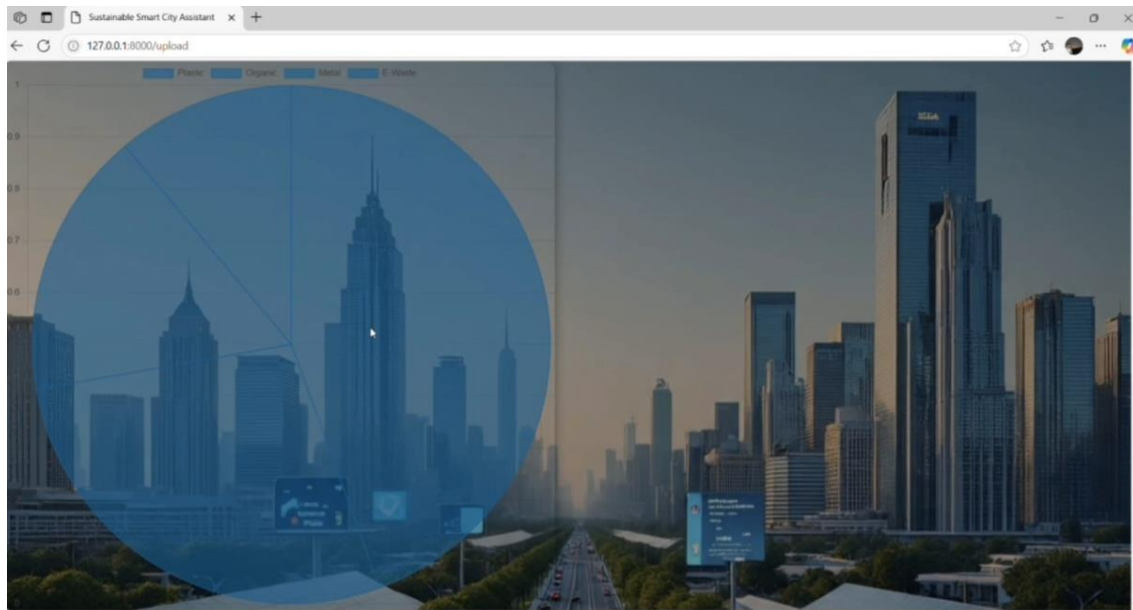 Sustainable Smart City Assistant
127.0.0.1:8000/upload
Plastic Organic Metal E-Waste
1
0.9
0.8
0.7
0.6
0